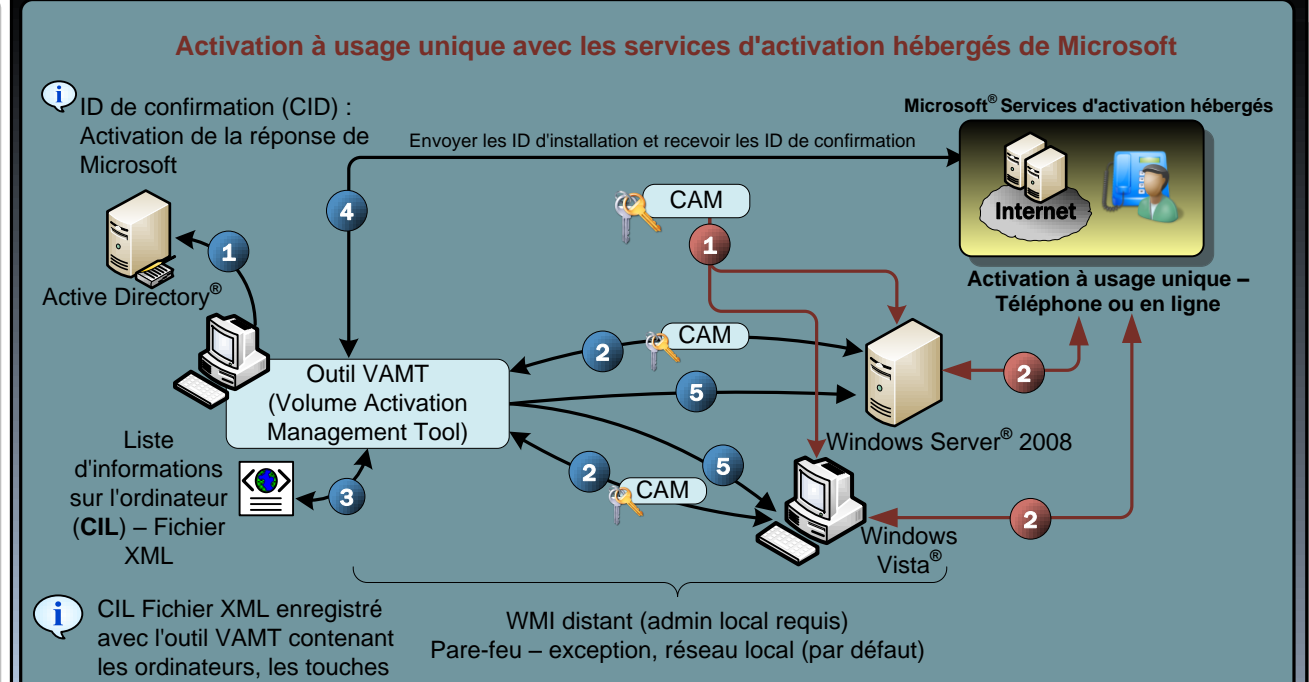 Activation à usage unique avec les services d'activation hébergés de Microsoft
i
ID de confirmation (CID) :
Activation de la réponse de
Microsoft
Microsoft® Services d'activation hébergés
Envoyer les ID d'installation et recevoir les ID de confirmation
CAM
Internet
4
1
1
Active Directory®
Activation à usage unique –
Téléphone ou en ligne
2
CAM
Outil VAMT
(Volume Activation
Management Tool)
5
2
Windows Server® 2008
Liste
d'informations
sur l'ordinateur
(CIL) – Fichier
XML
3
5
2
CAM
2
Windows
Vista®
i
CIL Fichier XML enregistré
avec l'outil VAMT contenant
les ordinateurs, les touches
WMI distant (admin local requis)
Pare-feu – exception, réseau local (par défaut)